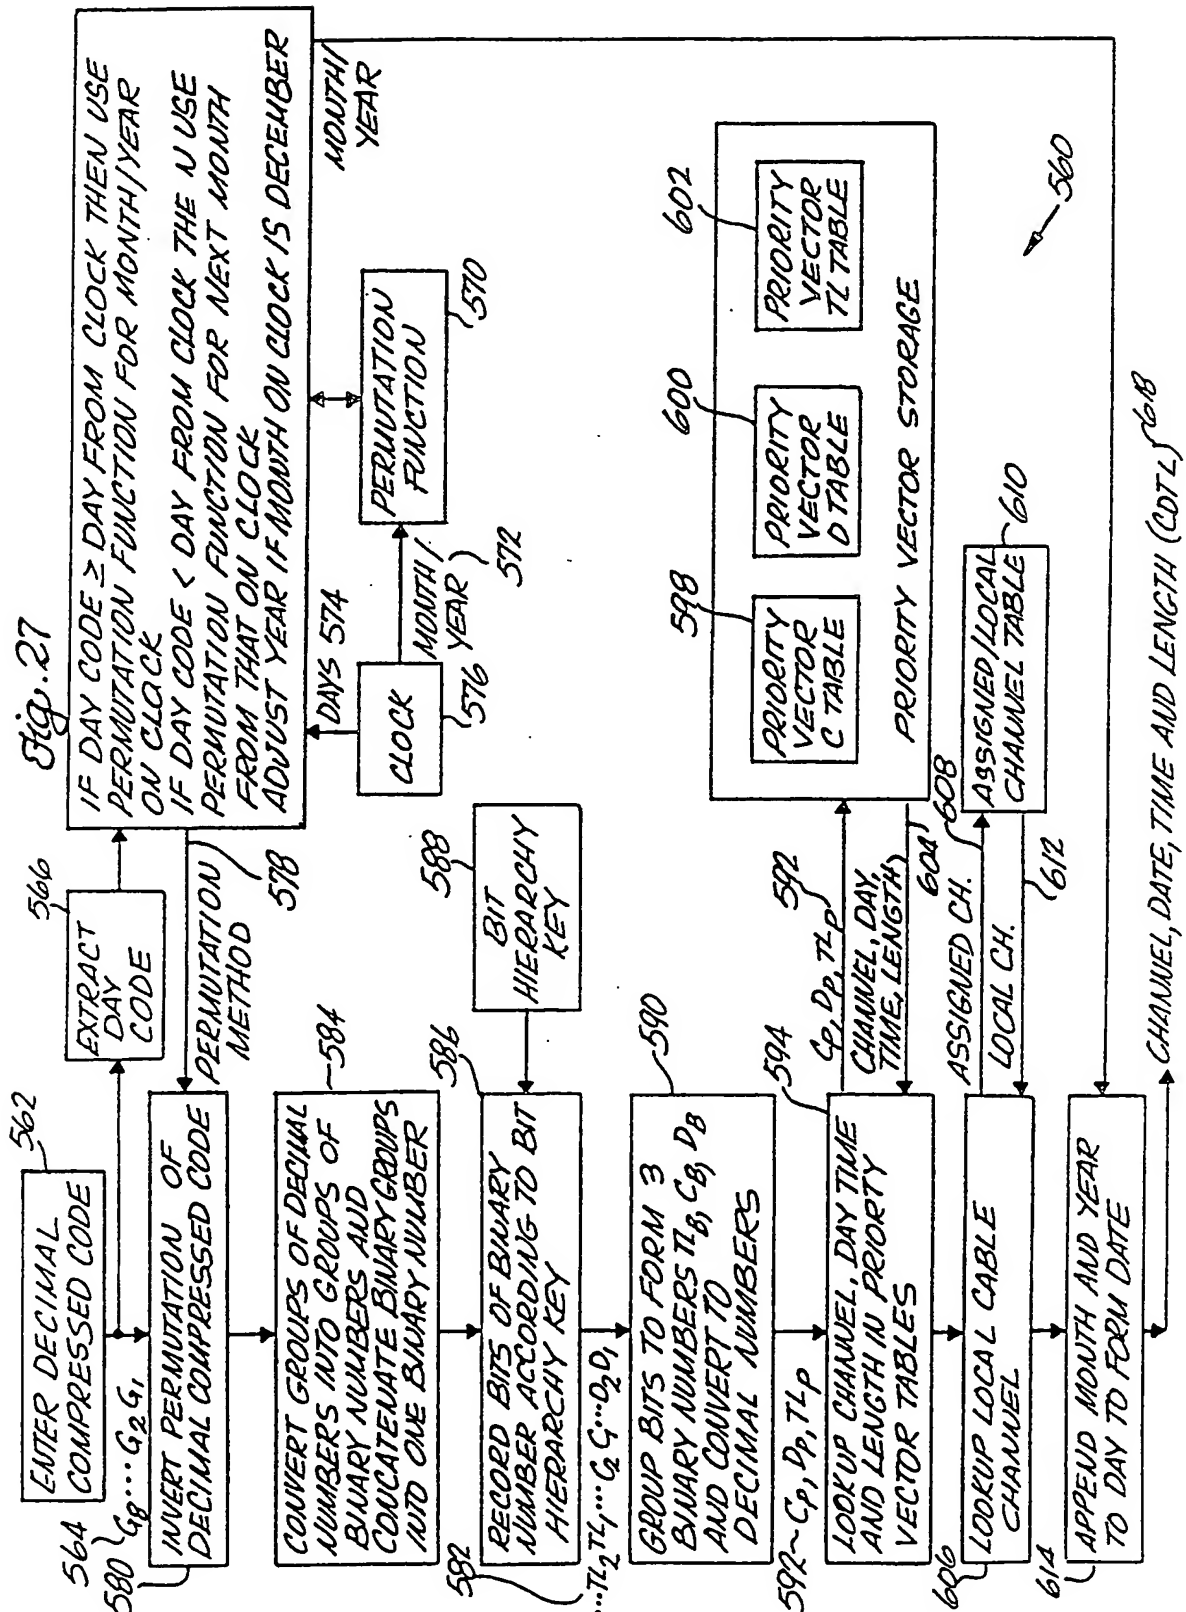 Fig. 27
562
ENTER DECIMAL
COMPRESSED CODE
564
G8 ... G2 G1
566
EXTRACT
DAY
CODE
IF DAY CODE ≥ DAY FROM CLOCK THEN USE
PERMUTATION FUNCTION FOR MONTH/YEAR
ON CLOCK
IF DAY CODE < DAY FROM CLOCK THE N USE
PERMUTATION FUNCTION FOR NEXT MONTH
FROM THAT ON CLOCK
ADJUST YEAR IF MONTH ON CLOCK IS DECEMBER
MONTH/
YEAR
DAYS 574
CLOCK
576
MONTH/
YEAR
572
PERMUTATION
FUNCTION
570
578
PERMUTATION
METHOD
580
INVERT PERMUTATION OF
DECIMAL COMPRESSED CODE
584
CONVERT GROUPS OF DECIMAL
NUMBERS INTO GROUPS OF
BINARY NUMBERS AND
CONCATENATE BINARY GROUPS
INTO ONE BINARY NUMBER
582
586
RECORD BITS OF BINARY
NUMBER ACCORDING TO BIT
HIERARCHY KEY
588
BIT
HIERARCHY
KEY
...TL2 TL1 ... C2 C1 ... D2 D1
590
GROUP BITS TO FORM 3
BINARY NUMBERS TLB, CB, DB
AND CONVERT TO
DECIMAL NUMBERS
592~ CP, DP, TLP
594
LOOKUP CHANNEL, DAY TIME
AND LENGTH IN PRIORTY
VECTOR TABLES
CP, DP, TLP
592
CHANNEL, DAY,
TIME, LENGTH
604
598
PRIORITY
VECTOR
C TABLE
600
PRIORITY
VECTOR
D TABLE
602
PRIORITY
VECTOR
TL TABLE
PRIORITY VECTOR STORAGE
560
606
LOOKUP LOCAL CABLE
CHANNEL
ASSIGNED CH.
608
LOCAL CH.
612
ASSIGNED/LOCAL
CHANNEL TABLE
610
614
APPEND MONTH AND YEAR
TO DAY TO FORM DATE
CHANNEL, DATE, TIME AND LENGTH (CDTL)
618